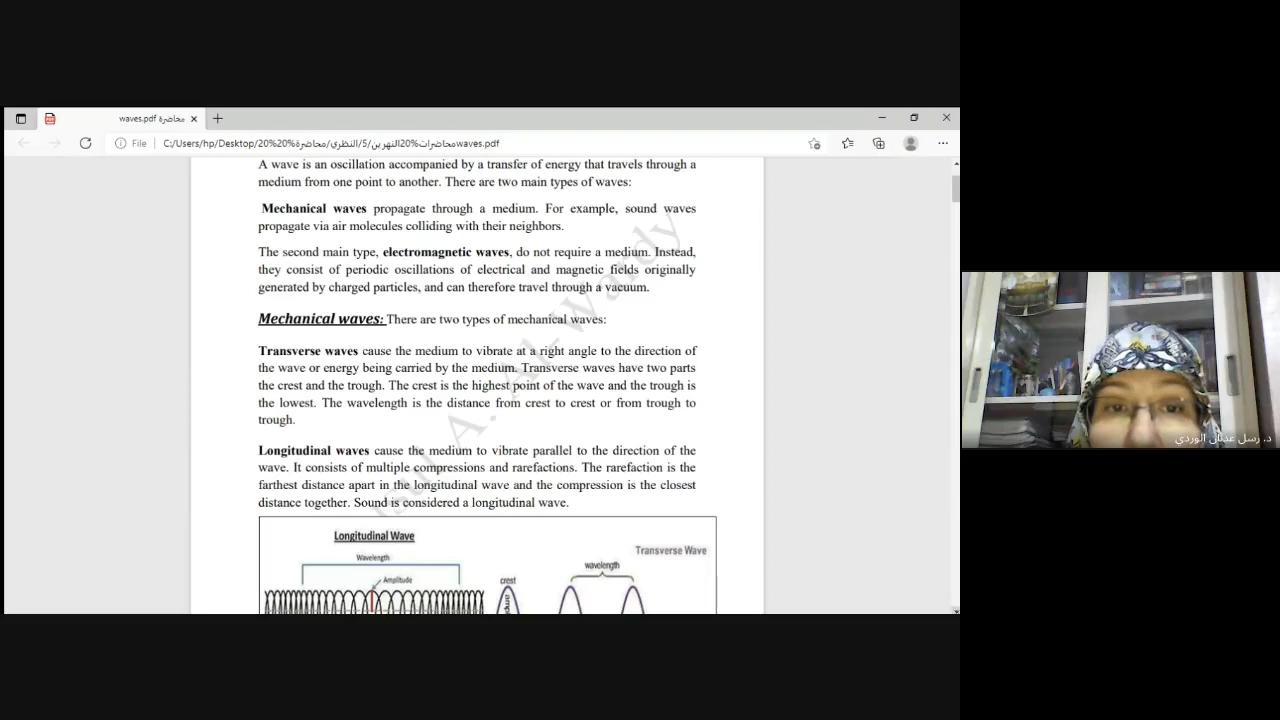 محاضرة waves.pdf
File
C:/Users/hp/Desktop/20%20%محاضرات%20النهرين/5/النظري/محاضرةwaves.pdf
A wave is an oscillation accompanied by a transfer of energy that travels through a
medium from one point to another. There are two main types of waves:
Mechanical waves propagate through a medium. For example, sound waves
propagate via air molecules colliding with their neighbors.
The second main type, electromagnetic waves, do not require a medium. Instead,
they consist of periodic oscillations of electrical and magnetic fields originally
generated by charged particles, and can therefore travel through a vacuum.
Mechanical waves: There are two types of mechanical waves:
Transverse waves cause the medium to vibrate at a right angle to the direction of
the wave or energy being carried by the medium. Transverse waves have two parts
the crest and the trough. The crest is the highest point of the wave and the trough is
the lowest. The wavelength is the distance from crest to crest or from trough to
trough.
Longitudinal waves cause the medium to vibrate parallel to the direction of the
wave. It consists of multiple compressions and rarefactions. The rarefaction is the
farthest distance apart in the longitudinal wave and the compression is the closest
distance together. Sound is considered a longitudinal wave.
Longitudinal Wave
Wavelength
Amplitude
Transverse Wave
wavelength
crest
A. Al-Wardy
د. رسل عدنان الوردي